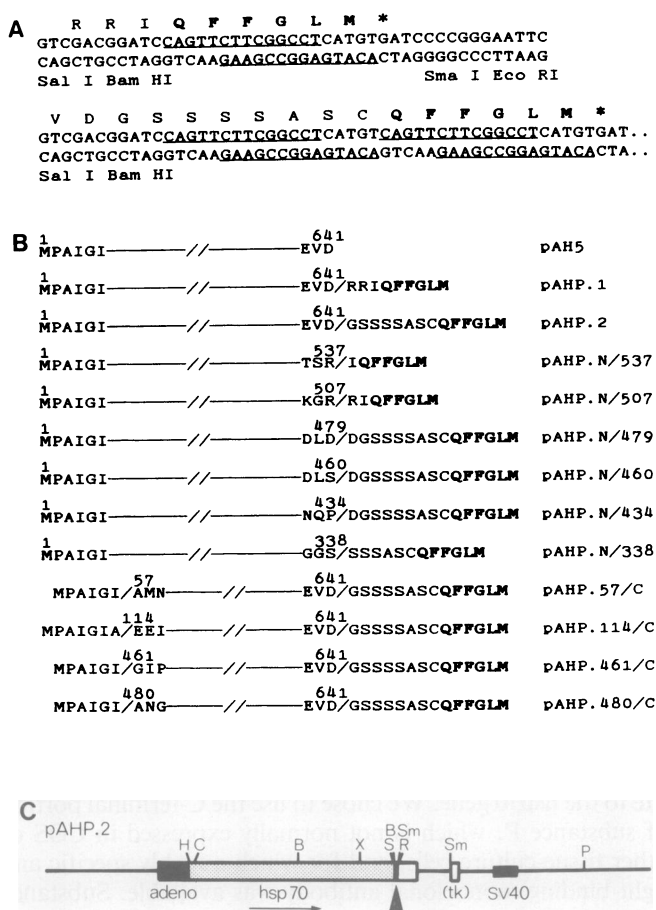 A
R R I Q F F G L M *
GTCGACGGATCCAGTTCTTCGGCCTCATGTGATCCCCGGGAATTC
CAGCTGCCTAGGTCAAGAAGCCGGAGTACACTAGGGGCCCTTAAG
Sal I Bam HI Sma I Eco RI
V D G S S S S A S C Q F F G L M *
GTCGACGGATCCAGTTCTTCGGCCTCATGTCAGTTCTTCGGCCTCATGTGAT..
CAGCTGCCTAGGTCAAGAAGCCGGAGTACAGTCAAGAAGCCGGAGTACACTA..
Sal I Bam HI
B
1 641
MPAIGI―//―EVD pAH5
641
MPAIGI―//―EVD/RRIQFFGLM pAHP.1
1 641
MPAIGI―//―EVD/GSSSSASCQFFGLM pAHP.2
1 537
MPAIGI―//―TSR/IQFFGLM pAHP.N/537
1 507
MPAIGI―//―KGR/RIQFFGLM pAHP.N/507
1 479
MPAIGI―//―DLD/DGSSSSASCQFFGLM pAHP.N/479
1 460
MPAIGI―//―DLS/DGSSSSASCQFFGLM pAHP.N/460
1 434
MPAIGI―//―NQP/DGSSSSASCQFFGLM pAHP.N/434
1 338
MPAIGI―//―GGS/SSSASCQFFGLM pAHP.N/338
57 641
MPAIGI/AMN―//―EVD/GSSSSASCQFFGLM pAHP.57/C
114 641
MPAIGIA/EEI―//―EVD/GSSSSASCQFFGLM pAHP.114/C
461 641
MPAIGI/GIP―//―EVD/GSSSSASCQFFGLM pAHP.461/C
480 641
MPAIGI/ANG―//―EVD/GSSSSASCQFFGLM pAHP.480/C
C
pAHP.2
H C B X B Sm S R Sm P
adeno hsp70 (tk) SV40